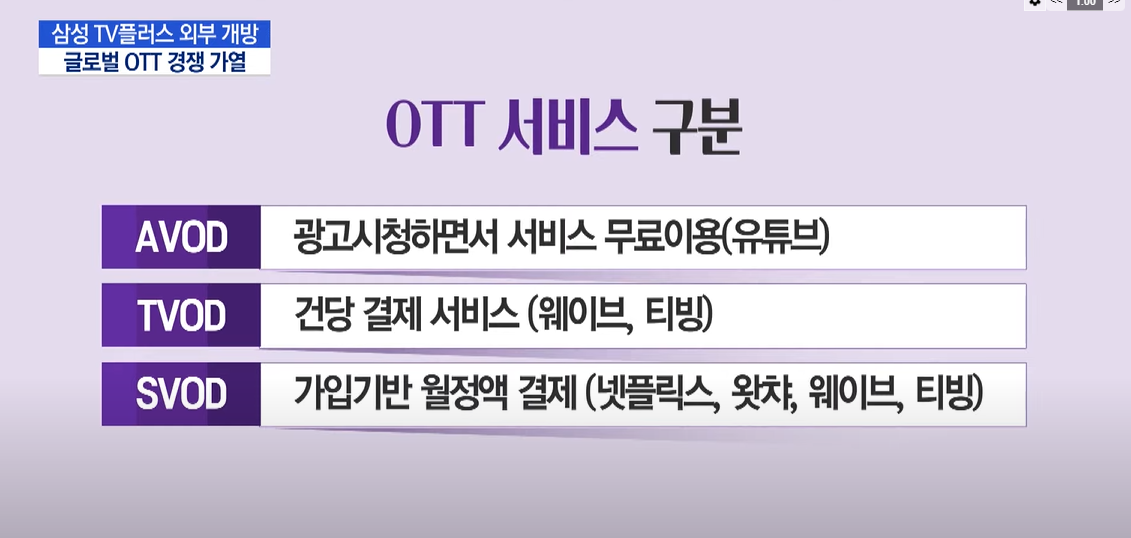 << 1.00 >>
삼성 TV플러스 외부 개방
글로벌 OTT 경쟁 가열
OTT 서비스 구분
AVOD 광고시청하면서 서비스 무료이용(유튜브)
TVOD 건당 결제 서비스 (웨이브, 티빙)
SVOD 가입기반 월정액 결제 (넷플릭스, 왓챠, 웨이브, 티빙)